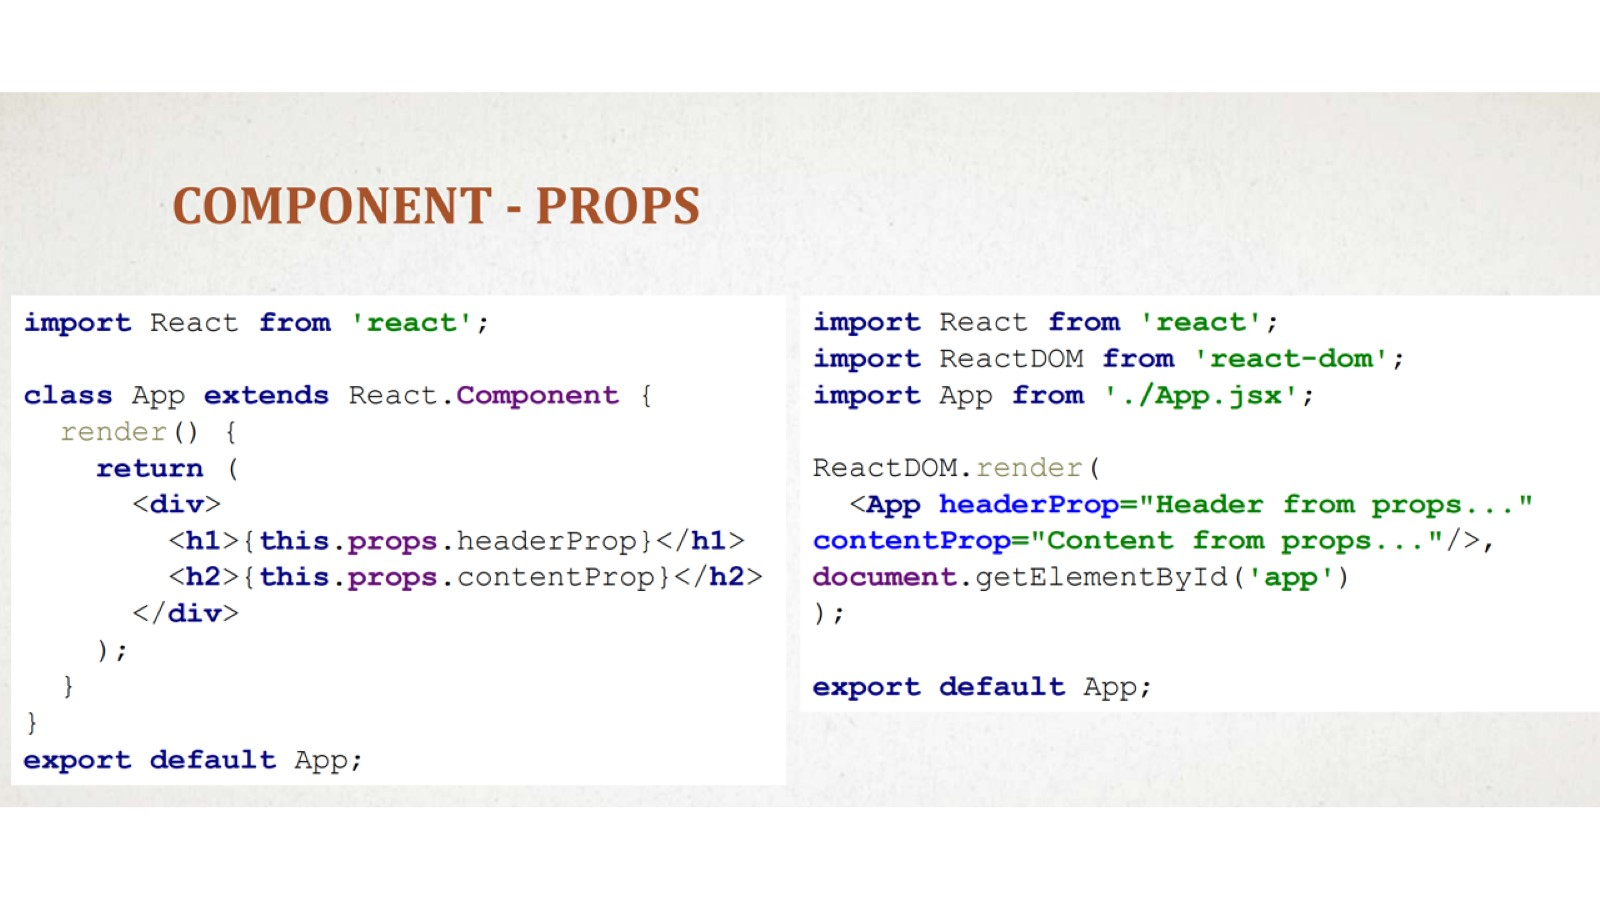 COMPONENT - PROPS
import React from 'react';
class App extends React.Component {
render() {
return (
<div>
<h1>{this.props.headerProp}</h1>
<h2>{this.props.contentProp}</h2>
</div>
);
}
}
export default App;
import React from 'react';
import ReactDOM from 'react-dom';
import App from './App.jsx';
ReactDOM.render(
<App headerProp="Header from props..."
contentProp="Content from props..."/>,
document.getElementById('app')
);
export default App;